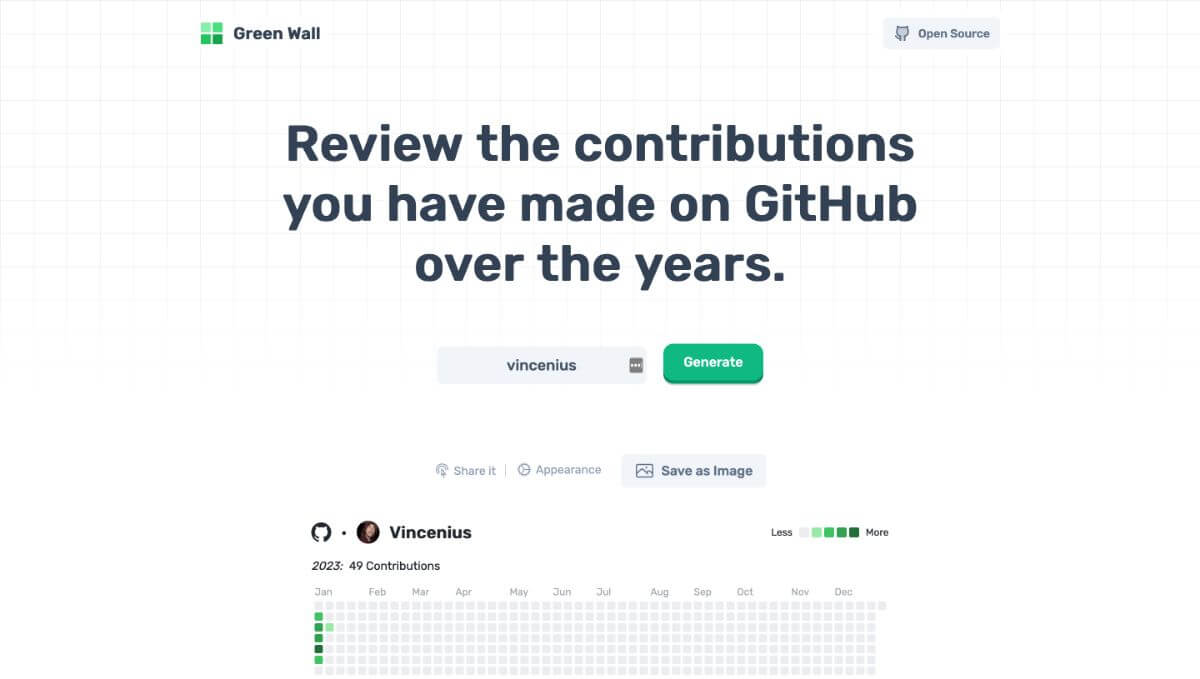 Green Wall
Open Source
Review the contributions
you have made on GitHub
over the years.
vincenius
Generate
Share it
Appearance
Save as Image
Vincenius
Less
More
2023: 49 Contributions
Jan Feb Mar Apr May Jun Jul Aug Sep Oct Nov Dec